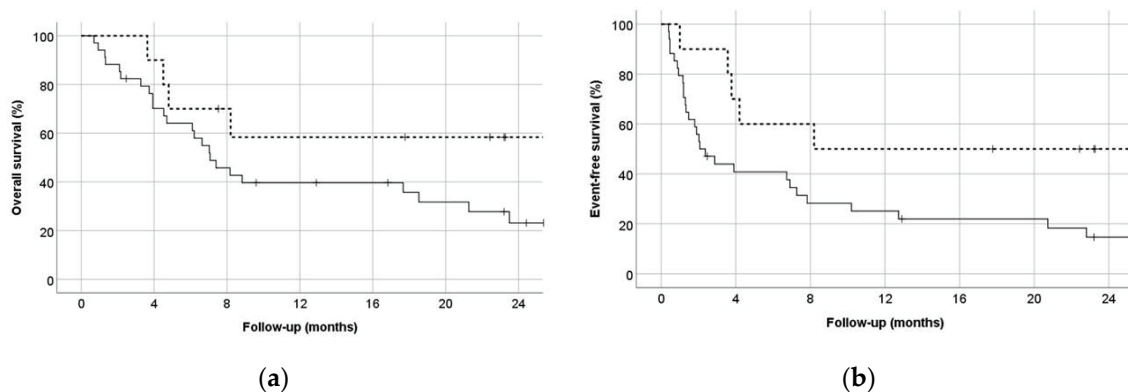 100
80
60
40
20
0
Overall survival (%)
0 4 8 12 16 20 24
Follow-up (months)
(a)
100
80
60
40
20
0
Event-free survival (%)
0 4 8 12 16 20 24
Follow-up (months)
(b)